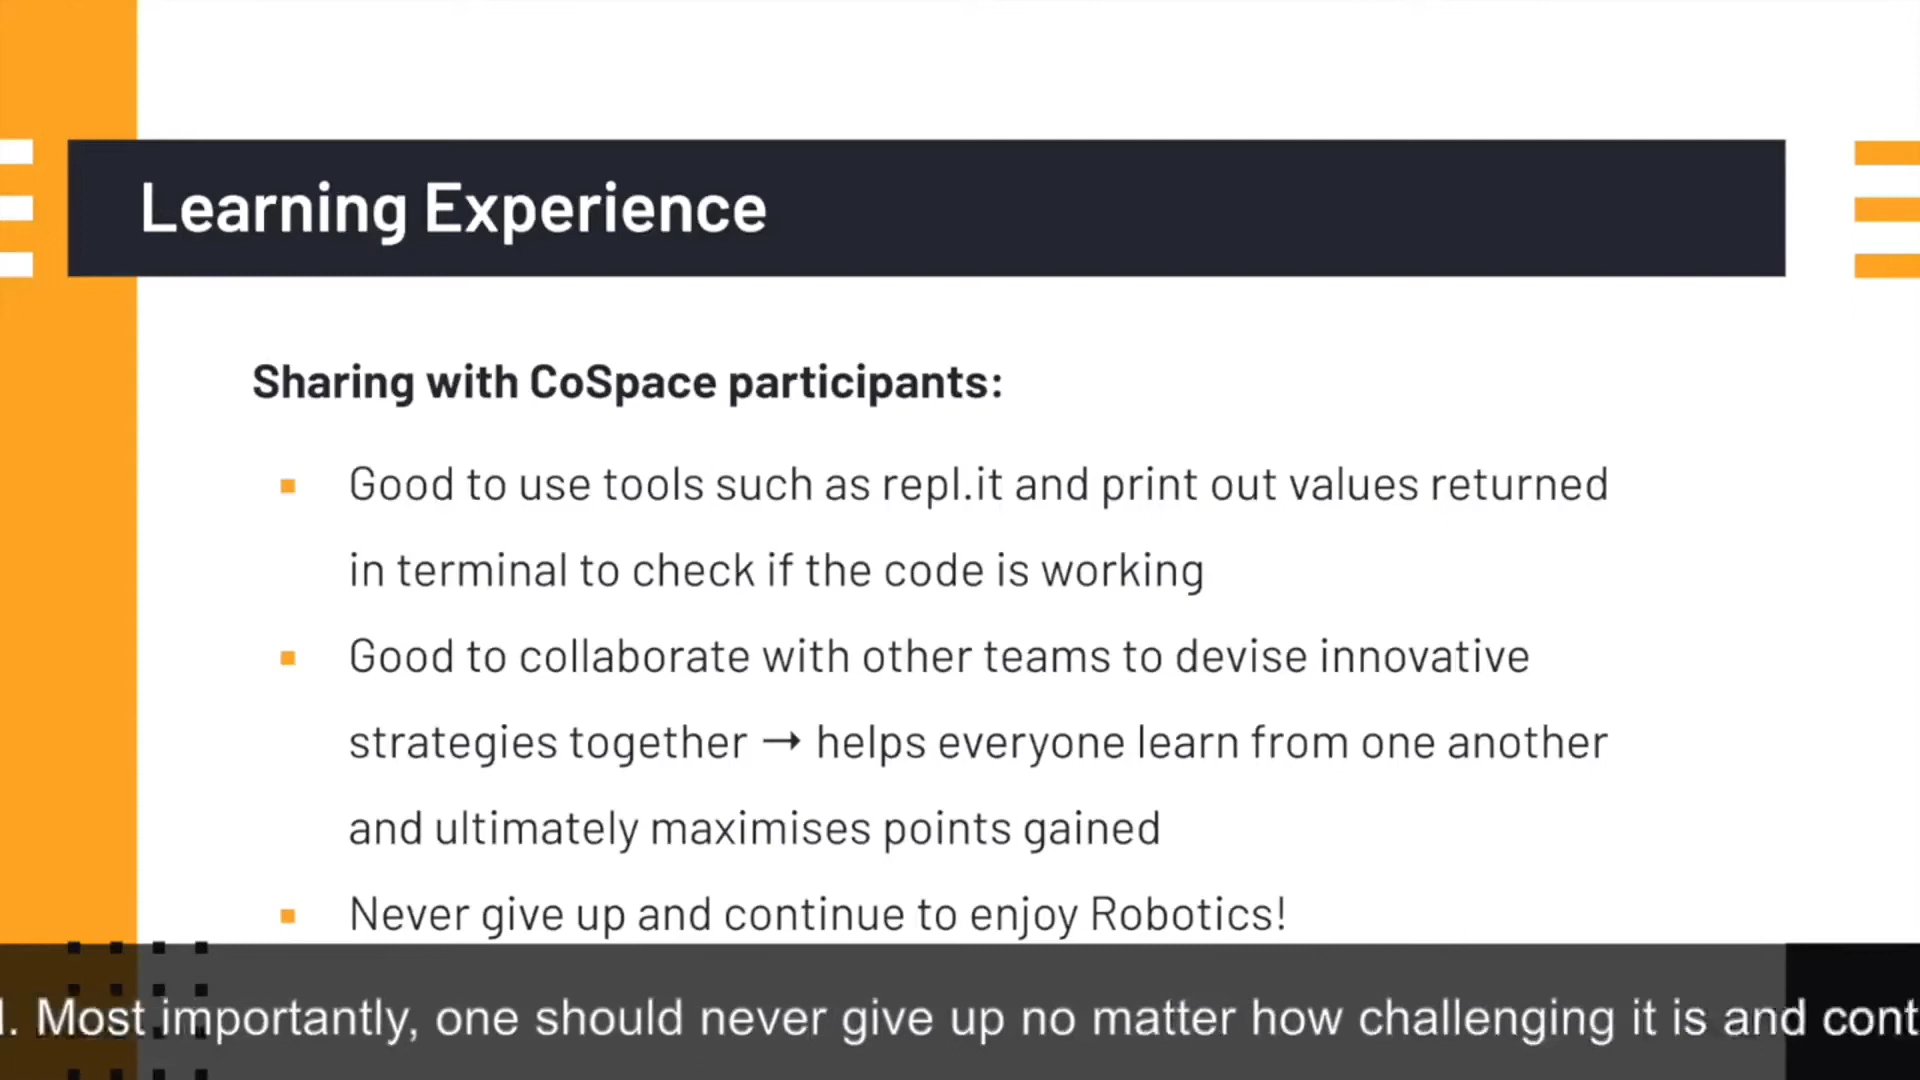 Learning Experience
Sharing with CoSpace participants:
Good to use tools such as repl.it and print out values returned
in terminal to check if the code is working
Good to collaborate with other teams to devise innovative
strategies together → helps everyone learn from one another
and ultimately maximises points gained
Never give up and continue to enjoy Robotics!
. Most importantly, one should never give up no matter how challenging it is and cont